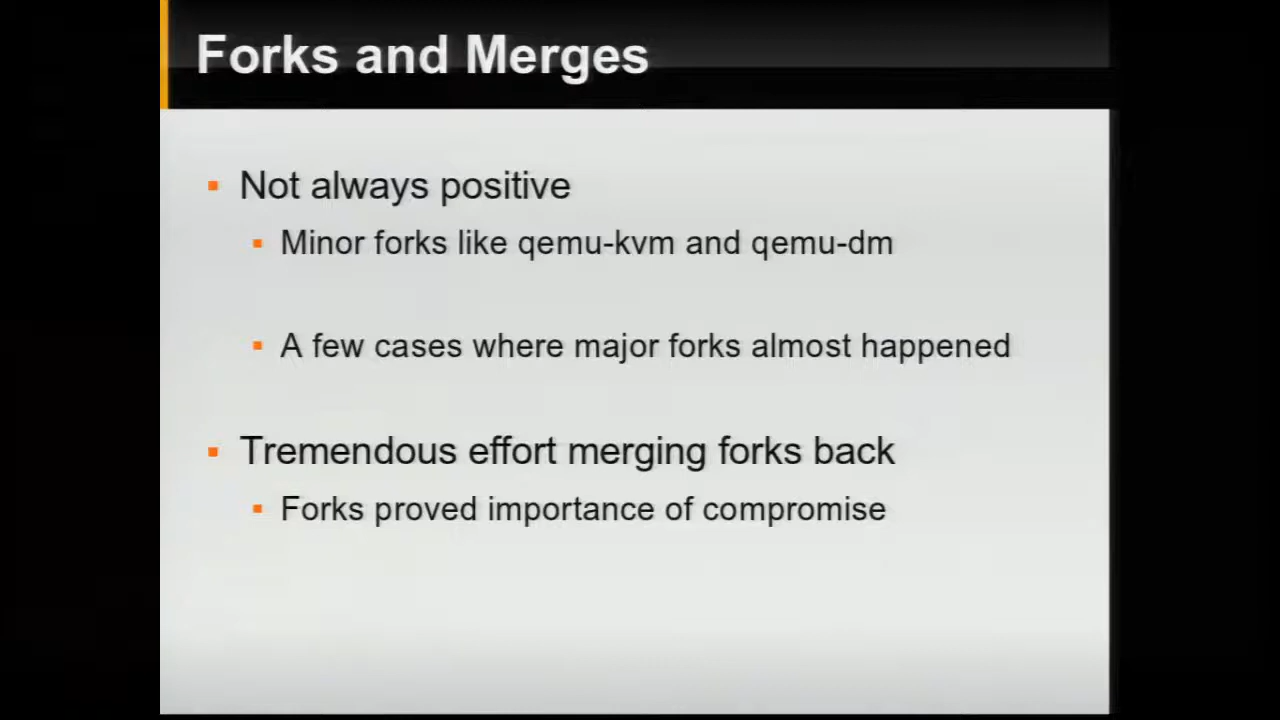 Forks and Merges
Not always positive
Minor forks like qemu-kvm and qemu-dm
A few cases where major forks almost happened
Tremendous effort merging forks back
Forks proved importance of compromise